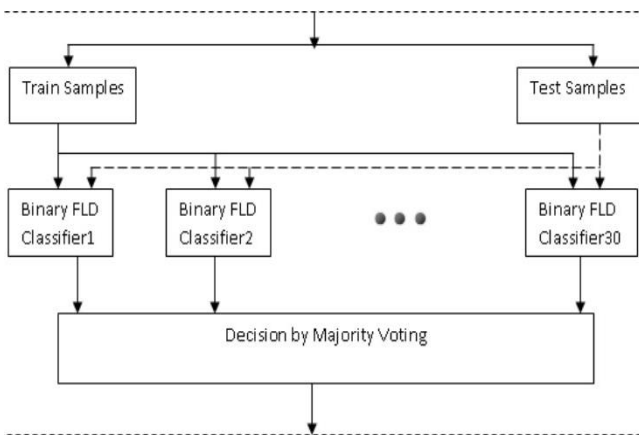 Train Samples
Test Samples
Binary FLD
Classifier1
Binary FLD
Classifier2
Binary FLD
Classifier30
Decision by Majority Voting